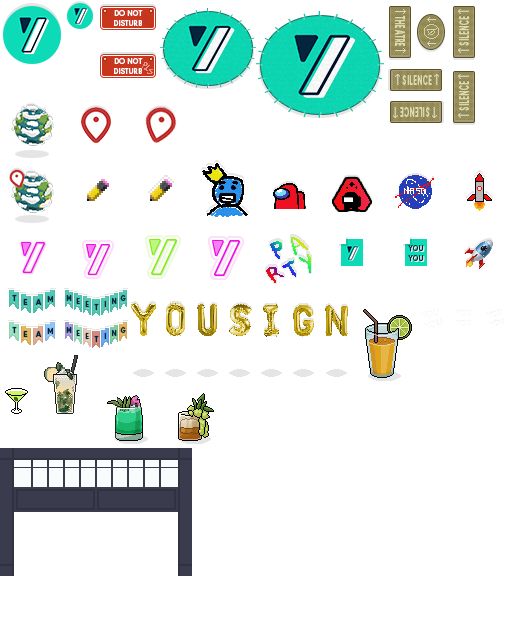 DO NOT
DISTURB
DO NOT
DISTURB
THEATRE
SILENCE
SILENCE
SILENCE
SILENCE
NASA
PARTY
YOU
YOU
TEAM MEETING
TEAM MEETING
YOUSIGN